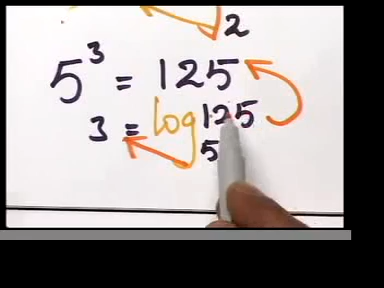 2
5³ = 125
3 = log₅125